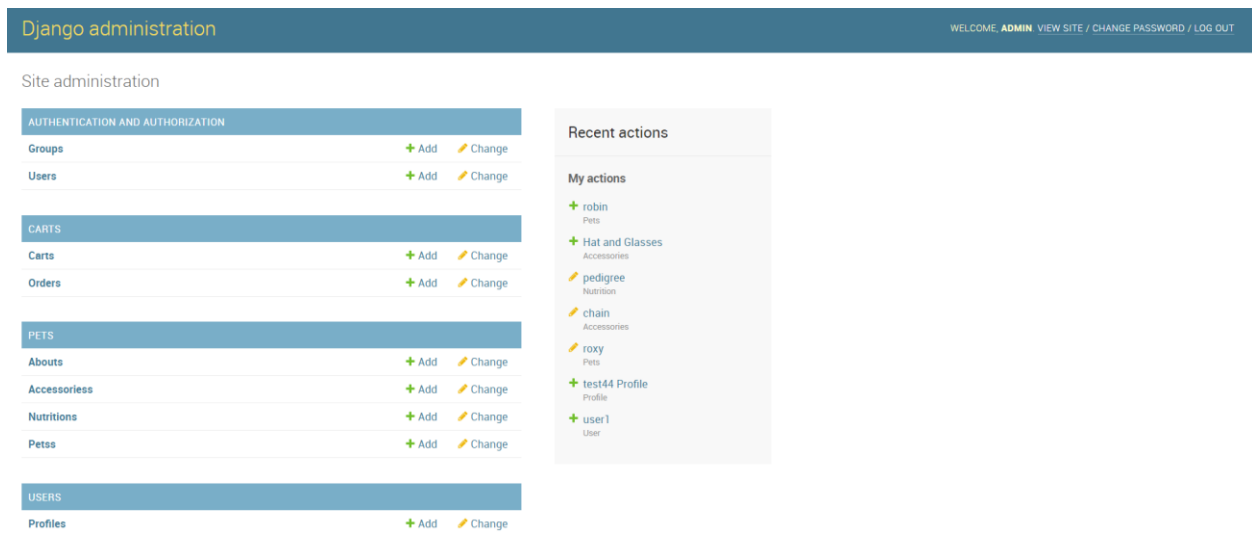 Django administration
WELCOME, ADMIN. VIEW SITE / CHANGE PASSWORD / LOG OUT
Site administration
AUTHENTICATION AND AUTHORIZATION
Groups Add Change
Users Add Change
CARTS
Carts Add Change
Orders Add Change
PETS
Abouts Add Change
Accessoriess Add Change
Nutritions Add Change
Petss Add Change
USERS
Profiles Add Change
Recent actions
My actions
robin
Pets
Hat and Glasses
Accessories
pedigree
Nutrition
chain
Accessories
roxy
Pets
test44 Profile
Profile
user1
User